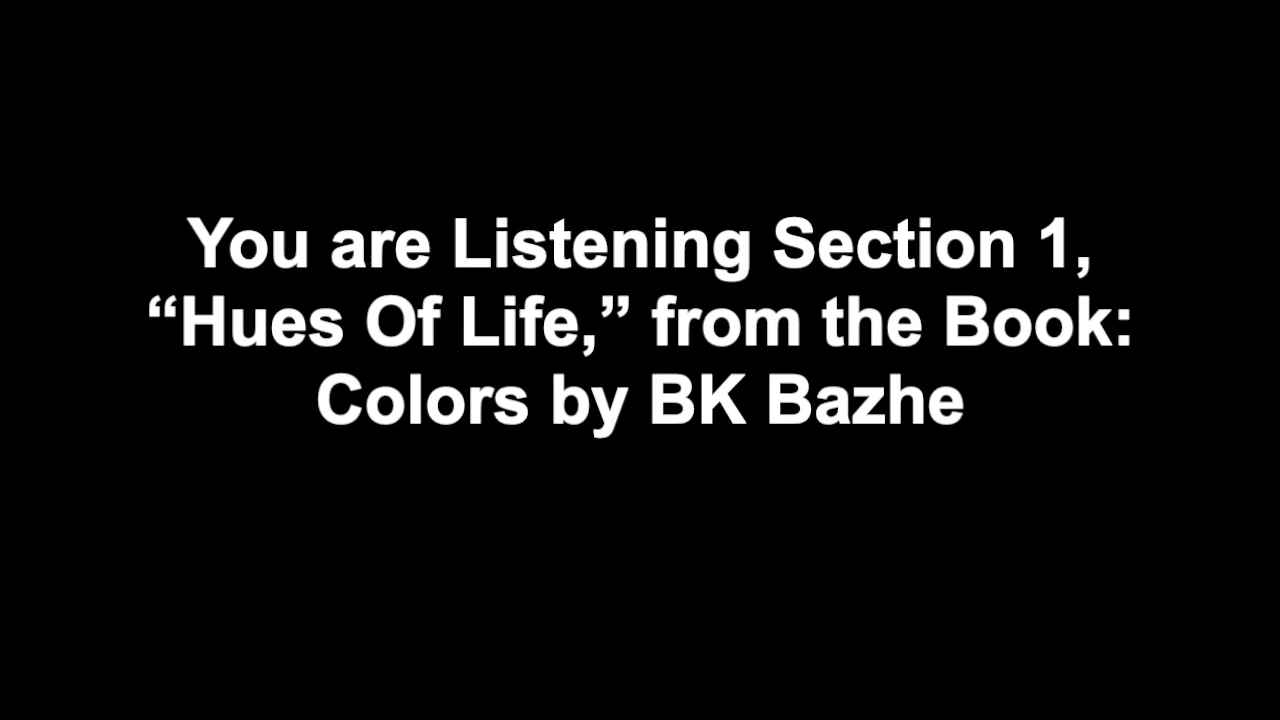 You are Listening Section 1,
“Hues Of Life,” from the Book:
Colors by BK Bazhe